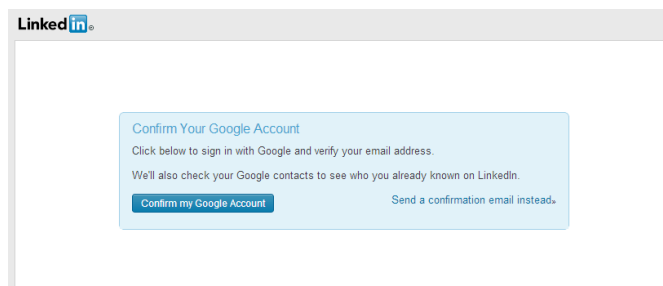 Linked in®
Confirm Your Google Account
Click below to sign in with Google and verify your email address.
We'll also check your Google contacts to see who you already known on LinkedIn.
Confirm my Google Account
Send a confirmation email instead»